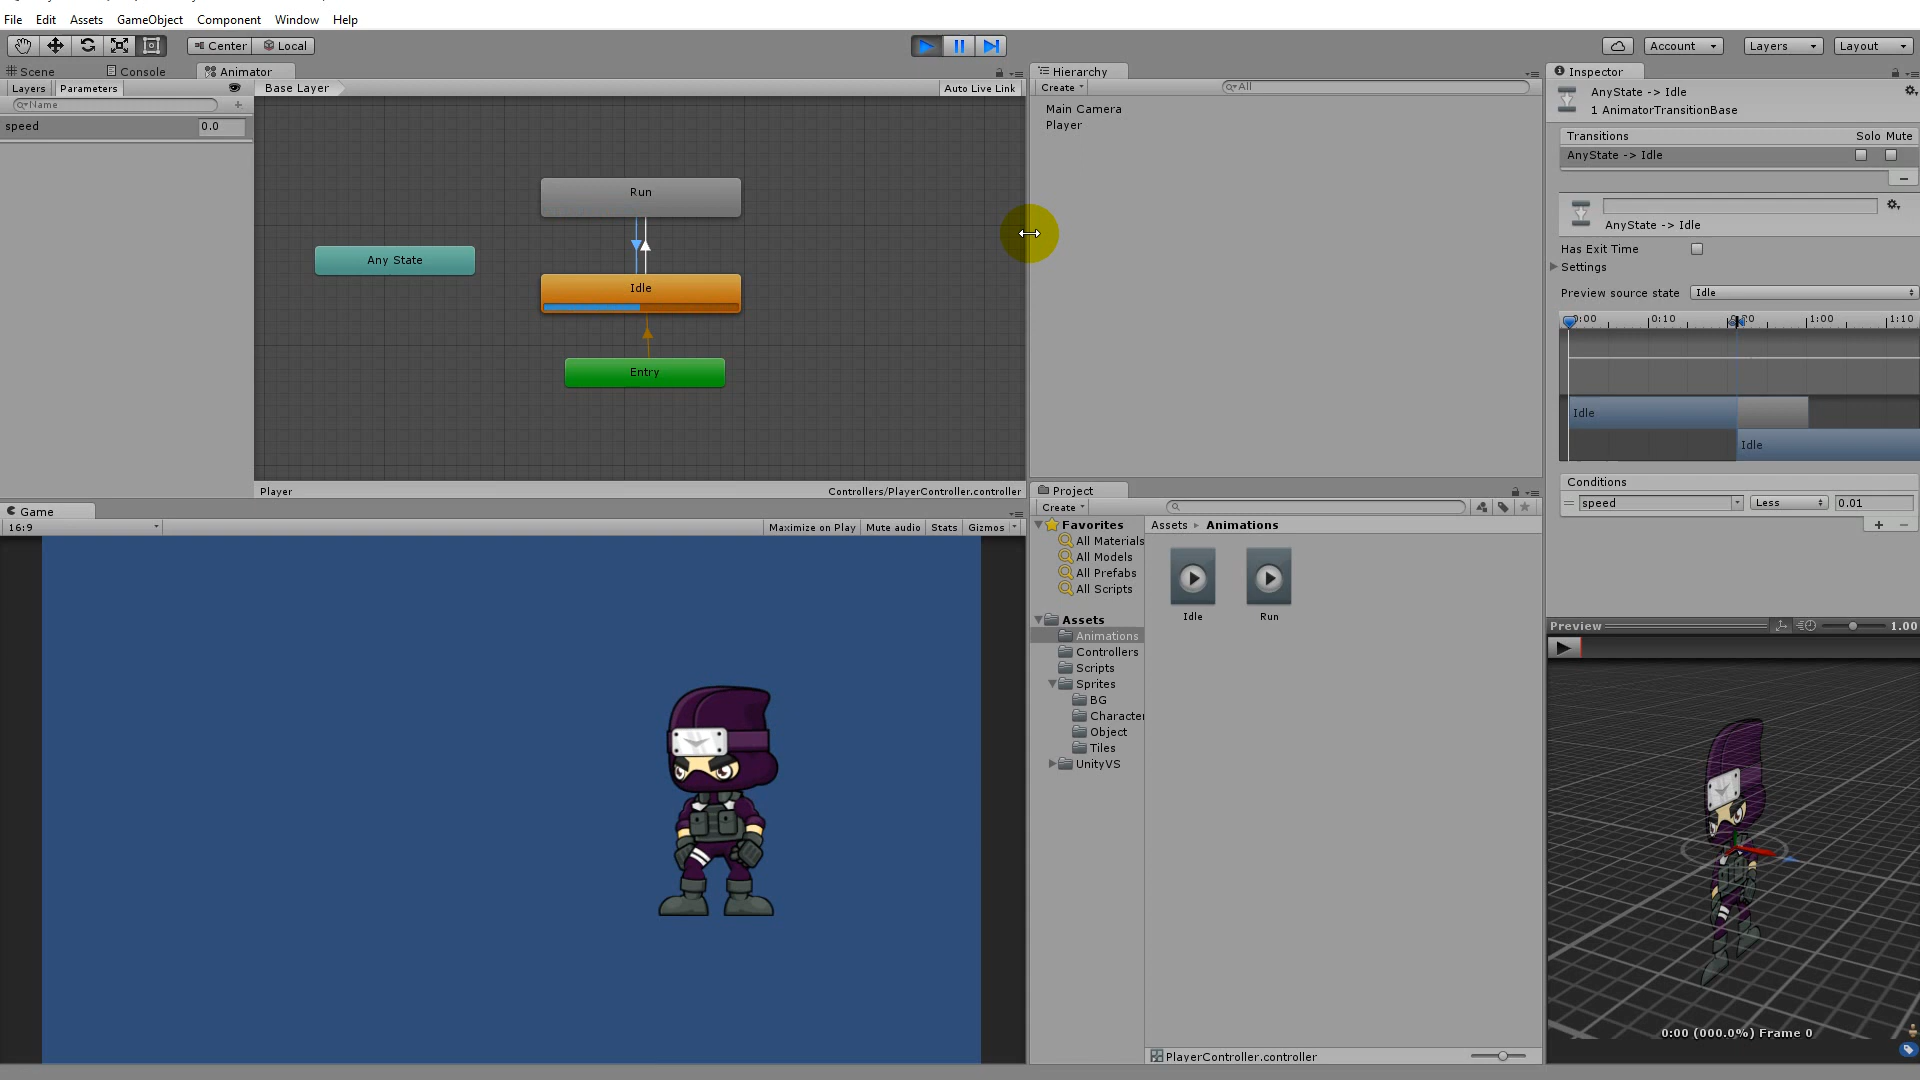 File Edit Assets GameObject Component Window Help
Center Local
Account Layers Layout
Scene Console Animator
Layers Parameters
Base Layer Auto Live Link
Name
speed 0.0
Run
Any State
Idle
Entry
Player Controllers/PlayerController.controller
Game
16:9 Maximize on Play Mute audio Stats Gizmos
Hierarchy
Create All
Main Camera
Player
Project
Create
Favorites
All Materials
All Models
All Prefabs
All Scripts
Assets
Animations
Controllers
Scripts
Sprites
BG
Character
Object
Tiles
UnityVS
Assets Animations
Idle Run
PlayerController.controller
Inspector
AnyState -> Idle
1 AnimatorTransitionBase
Transitions Solo Mute
AnyState -> Idle
AnyState -> Idle
Has Exit Time
Settings
Preview source state Idle
0:10 1:00 1:10
Idle
Idle
Conditions
speed Less 0.01
Preview 1.00
0:00 (000.0%) Frame 0